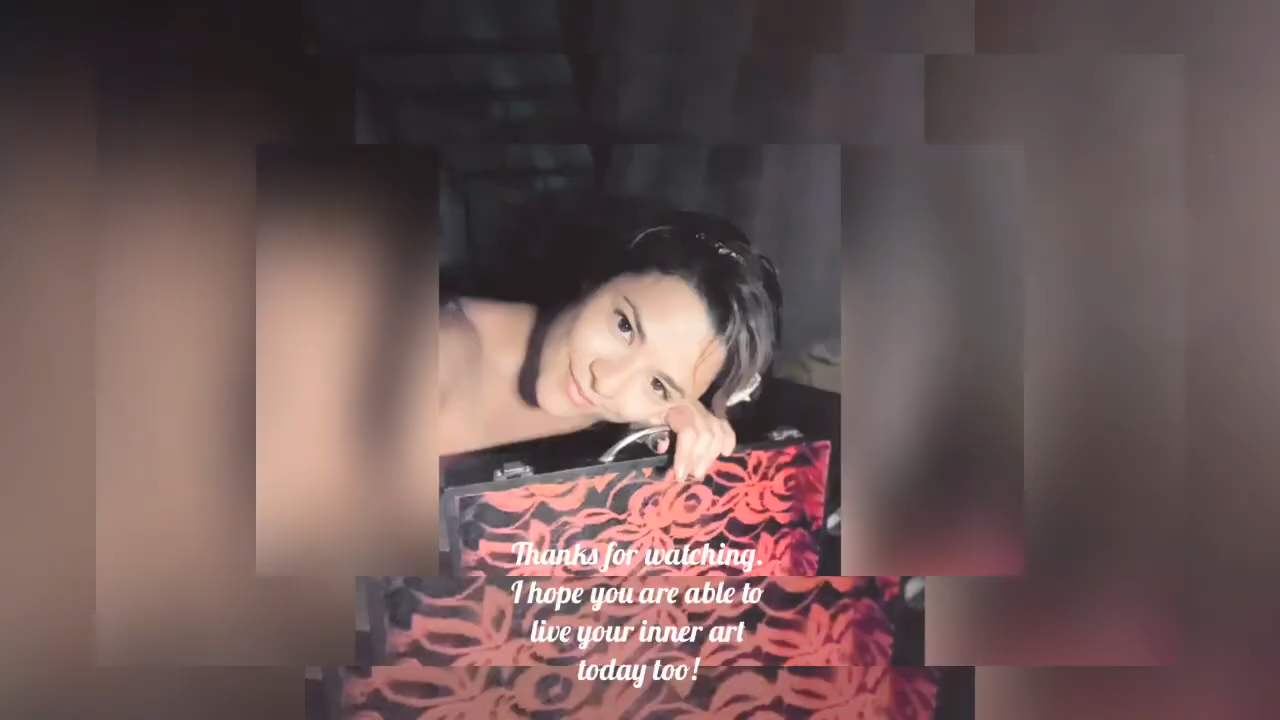 Thanks for watching.
I hope you are able to
live your inner art
today too!